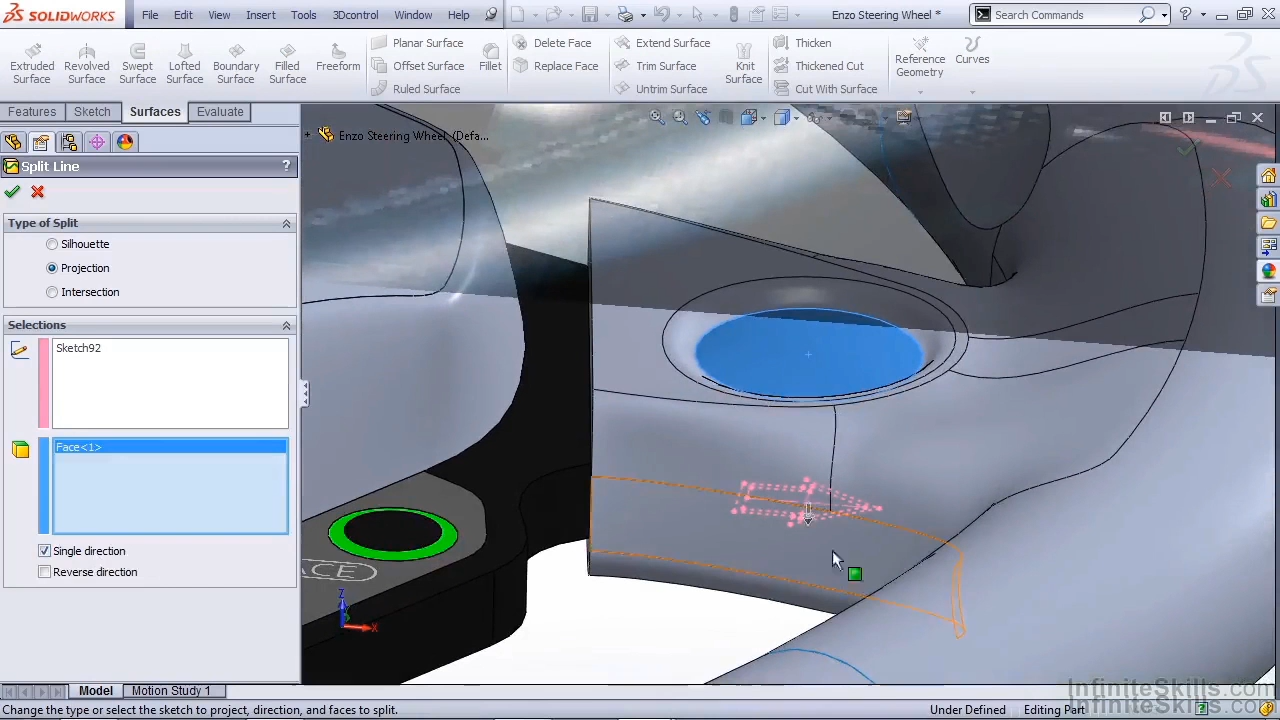 SOLIDWORKS File Edit View Insert Tools 3Dcontrol Window Help Enzo Steering Wheel * Search Commands
Extruded Surface Revolved Surface Swept Surface Lofted Surface Boundary Surface Filled Surface Freeform Planar Surface Offset Surface Ruled Surface Fillet Delete Face Replace Face Extend Surface Trim Surface Untrim Surface Knit Surface Thicken Thickened Cut Cut With Surface Reference Geometry Curves
Features Sketch Surfaces Evaluate
Enzo Steering Wheel (Defa...
Split Line ?
Type of Split
Silhouette
Projection
Intersection
Selections
Sketch92
Face<1>
Single direction
Reverse direction
ACE
Z
X
Model Motion Study 1
InfiniteSkills.com
InfiniteSkills.com
Change the type or select the sketch to project, direction, and faces to split. Under Defined Editing Part